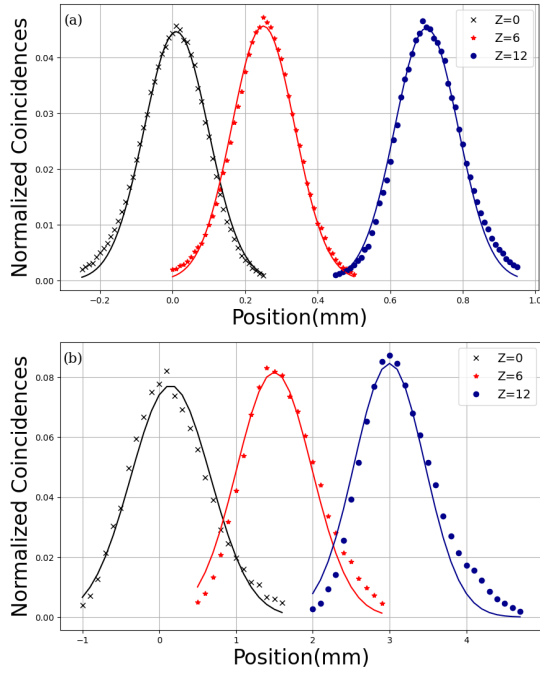 (a)
Z=0
Z=6
Z=12
Normalized Coincidences
0.04
0.03
0.02
0.01
0.00
−0.2 0.0 0.2 0.4 0.6 0.8 1.0
Position(mm)
(b)
Z=0
Z=6
Z=12
Normalized Coincidences
0.08
0.06
0.04
0.02
0.00
−1 0 1 2 3 4
Position(mm)